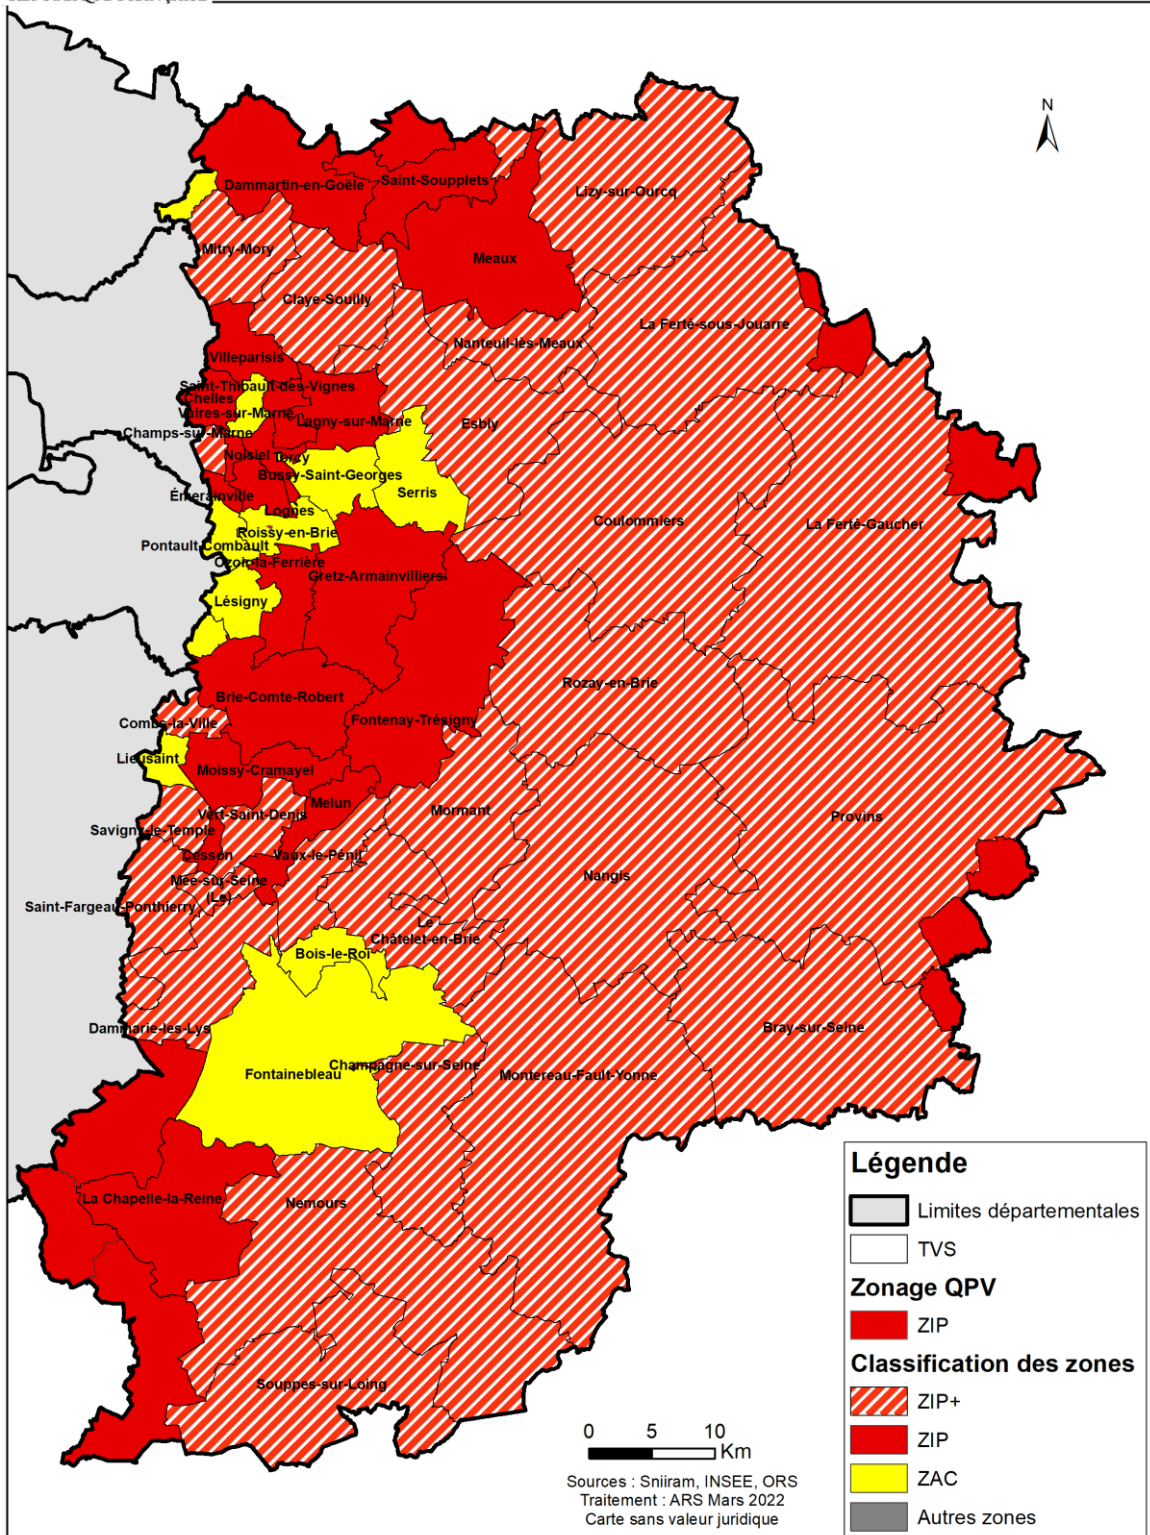 N
Dammartin-en-Goële
Saint-Soupplets
Lizy-sur-Ourcq
Mitry-Mory
Meaux
Claye-Souilly
La Ferté-sous-Jouarre
Nanteuil-lès-Meaux
Villeparisis
Saint-Thibault-des-Vignes
Chelles
Vaires-sur-Marne
Lagny-sur-Marne
Esbly
Champs-sur-Marne
Noisiel
Torcy
Bussy-Saint-Georges
Émerainville
Serris
Lognes
Coulommiers
La Ferté-Gaucher
Roissy-en-Brie
Pontault-Combault
Ozoir-la-Ferrière
Gretz-Armainvilliers
Lésigny
Rozay-en-Brie
Brie-Comte-Robert
Combs-la-Ville
Fontenay-Trésigny
Lieusaint
Moissy-Cramayel
Melun
Mormant
Vert-Saint-Denis
Provins
Savigny-le-Temple
Cesson
Vaux-le-Pénil
Mée-sur-Seine
(Le)
Nangis
Saint-Fargeau-Ponthierry
Le
Châtelet-en-Brie
Bois-le-Roi
Dammarie-les-Lys
Bray-sur-Seine
Champagne-sur-Seine
Fontainebleau
Montereau-Fault-Yonne
La Chapelle-la-Reine
Nemours
Souppes-sur-Loing
Légende
Limites départementales
TVS
Zonage QPV
ZIP
Classification des zones
ZIP+
ZIP
ZAC
Autres zones
0 5 10
Km
Sources : Sniiram, INSEE, ORS
Traitement : ARS Mars 2022
Carte sans valeur juridique